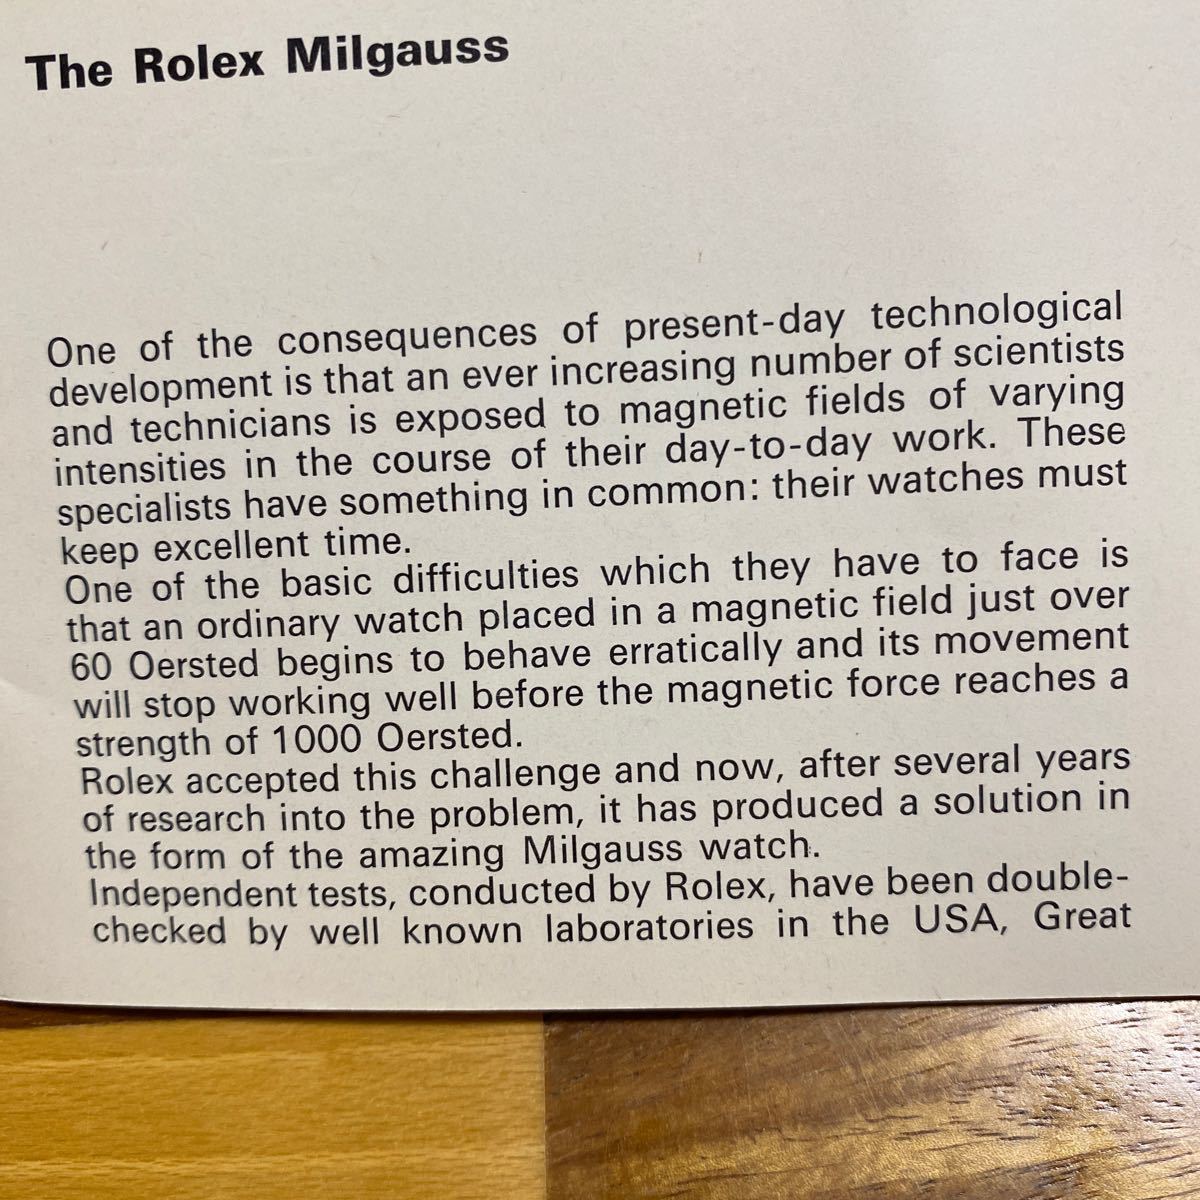 The Rolex Milgauss
One of the consequences of present-day technological
development is that an ever increasing number of scientists
and technicians is exposed to magnetic fields of varying
intensities in the course of their day-to-day work. These
specialists have something in common: their watches must
keep excellent time.
One of the basic difficulties which they have to face is
that an ordinary watch placed in a magnetic field just over
60 Oersted begins to behave erratically and its movement
will stop working well before the magnetic force reaches a
strength of 1000 Oersted.
Rolex accepted this challenge and now, after several years
of research into the problem, it has produced a solution in
the form of the amazing Milgauss watch.
Independent tests, conducted by Rolex, have been double-
checked by well known laboratories in the USA, Great